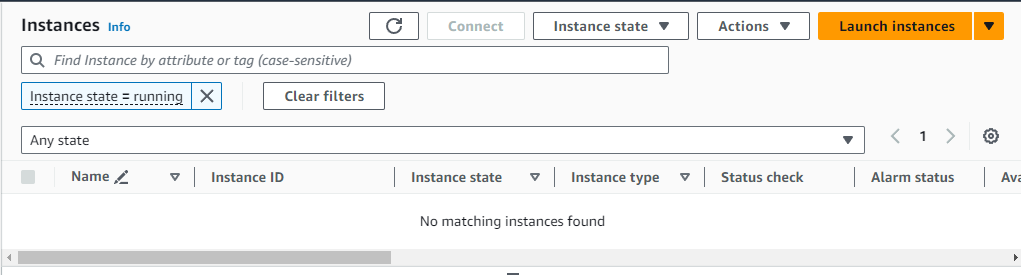 Instances Info Connect Instance state Actions Launch instances
Find Instance by attribute or tag (case-sensitive)
Instance state = running Clear filters
Any state 1
Name Instance ID Instance state Instance type Status check Alarm status Ava
No matching instances found